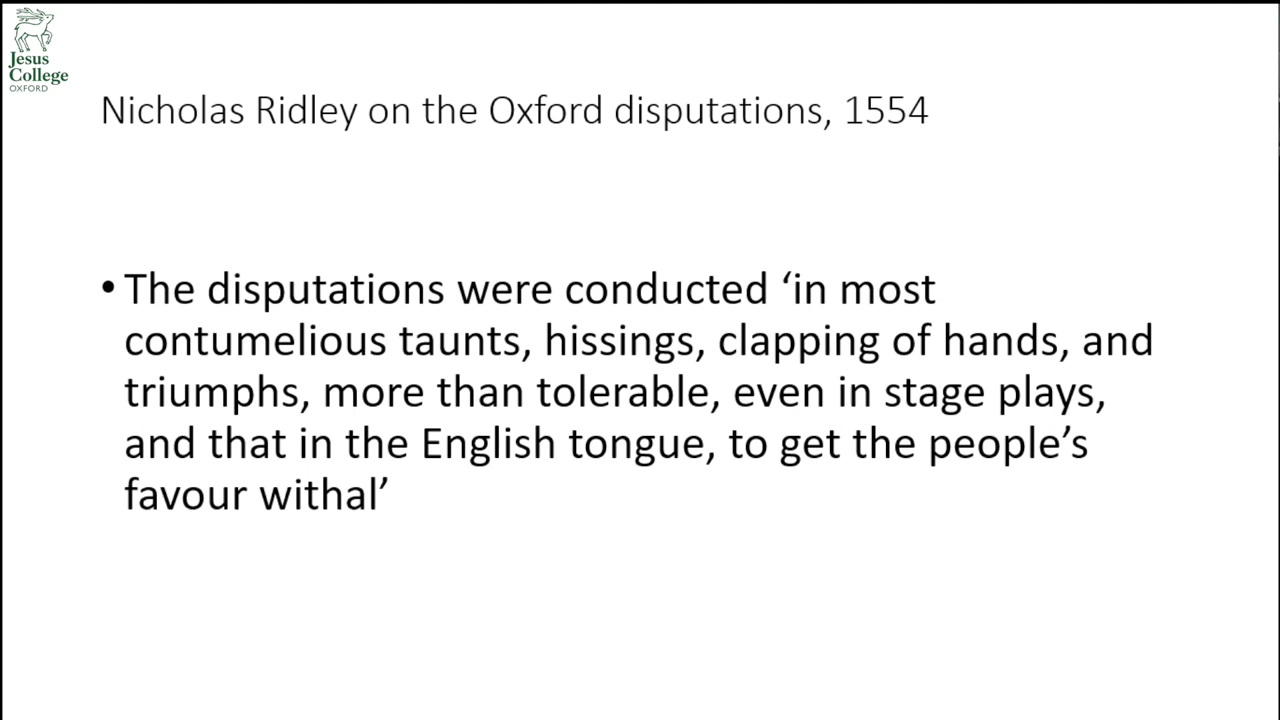 Jesus
College
OXFORD
Nicholas Ridley on the Oxford disputations, 1554
• The disputations were conducted ‘in most
contumelious taunts, hissings, clapping of hands, and
triumphs, more than tolerable, even in stage plays,
and that in the English tongue, to get the people’s
favour withal’